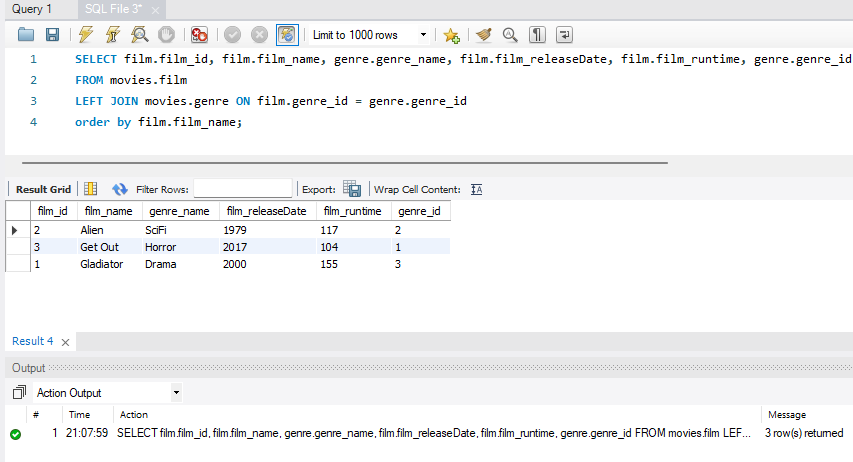 Query 1 SQL File 3*
Limit to 1000 rows
1 SELECT film.film_id, film.film_name, genre.genre_name, film.film_releaseDate, film.film_runtime, genre.genre_id
2 FROM movies.film
3 LEFT JOIN movies.genre ON film.genre_id = genre.genre_id
4 order by film.film_name;
Result Grid Filter Rows: Export: Wrap Cell Content:
film_id film_name genre_name film_releaseDate film_runtime genre_id
2 Alien SciFi 1979 117 2
3 Get Out Horror 2017 104 1
1 Gladiator Drama 2000 155 3
Result 4
Output
Action Output
# Time Action Message
1 21:07:59 SELECT film.film_id, film.film_name, genre.genre_name, film.film_releaseDate, film.film_runtime, genre.genre_id FROM movies.film LEF... 3 row(s) returned